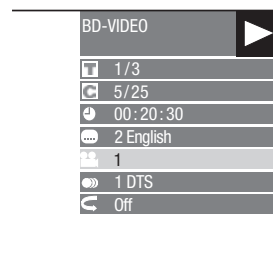 BD-VIDEO
T 1/3
C 5/25
00:20:30
2 English
1
1 DTS
Off